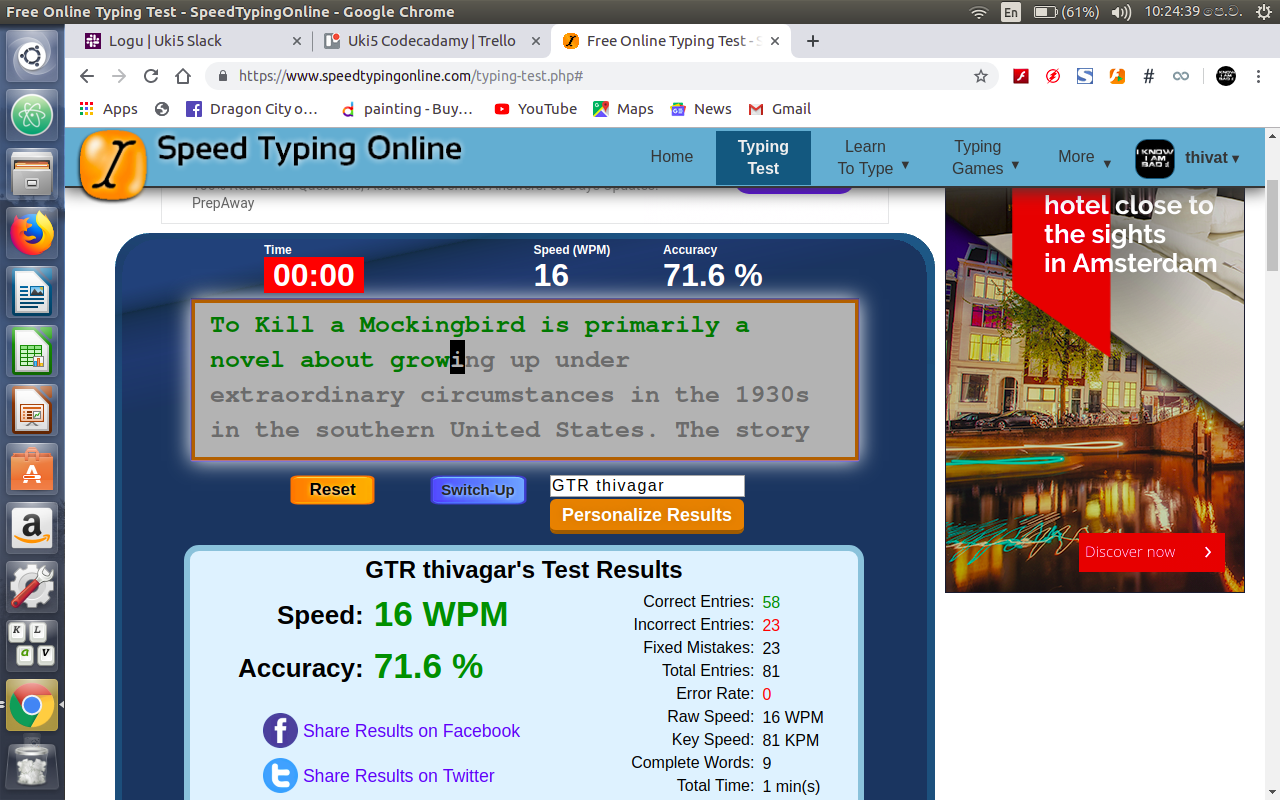 Free Online Typing Test - SpeedTypingOnline - Google Chrome
En (61%) 10:24:39 පෙ.ව.
Logu | Uki5 Slack
Uki5 Codecadamy | Trello
Free Online Typing Test - S
https://www.speedtypingonline.com/typing-test.php#
Apps
Dragon City o…
painting - Buy…
YouTube
Maps
News
Gmail
Speed Typing Online
Home
Typing
Test
Learn
To Type ▼
Typing
Games ▼
More ▼
I KNOW
I AM
BAD
thivat ▾
PrepAway
hotel close to
the sights
in Amsterdam
Discover now
Time
00:00
Speed (WPM)
16
Accuracy
71.6 %
To Kill a Mockingbird is primarily a
novel about growing up under
extraordinary circumstances in the 1930s
in the southern United States. The story
Reset
Switch-Up
GTR thivagar
Personalize Results
GTR thivagar's Test Results
Speed: 16 WPM
Accuracy: 71.6 %
Share Results on Facebook
Share Results on Twitter
Correct Entries: 58
Incorrect Entries: 23
Fixed Mistakes: 23
Total Entries: 81
Error Rate: 0
Raw Speed: 16 WPM
Key Speed: 81 KPM
Complete Words: 9
Total Time: 1 min(s)